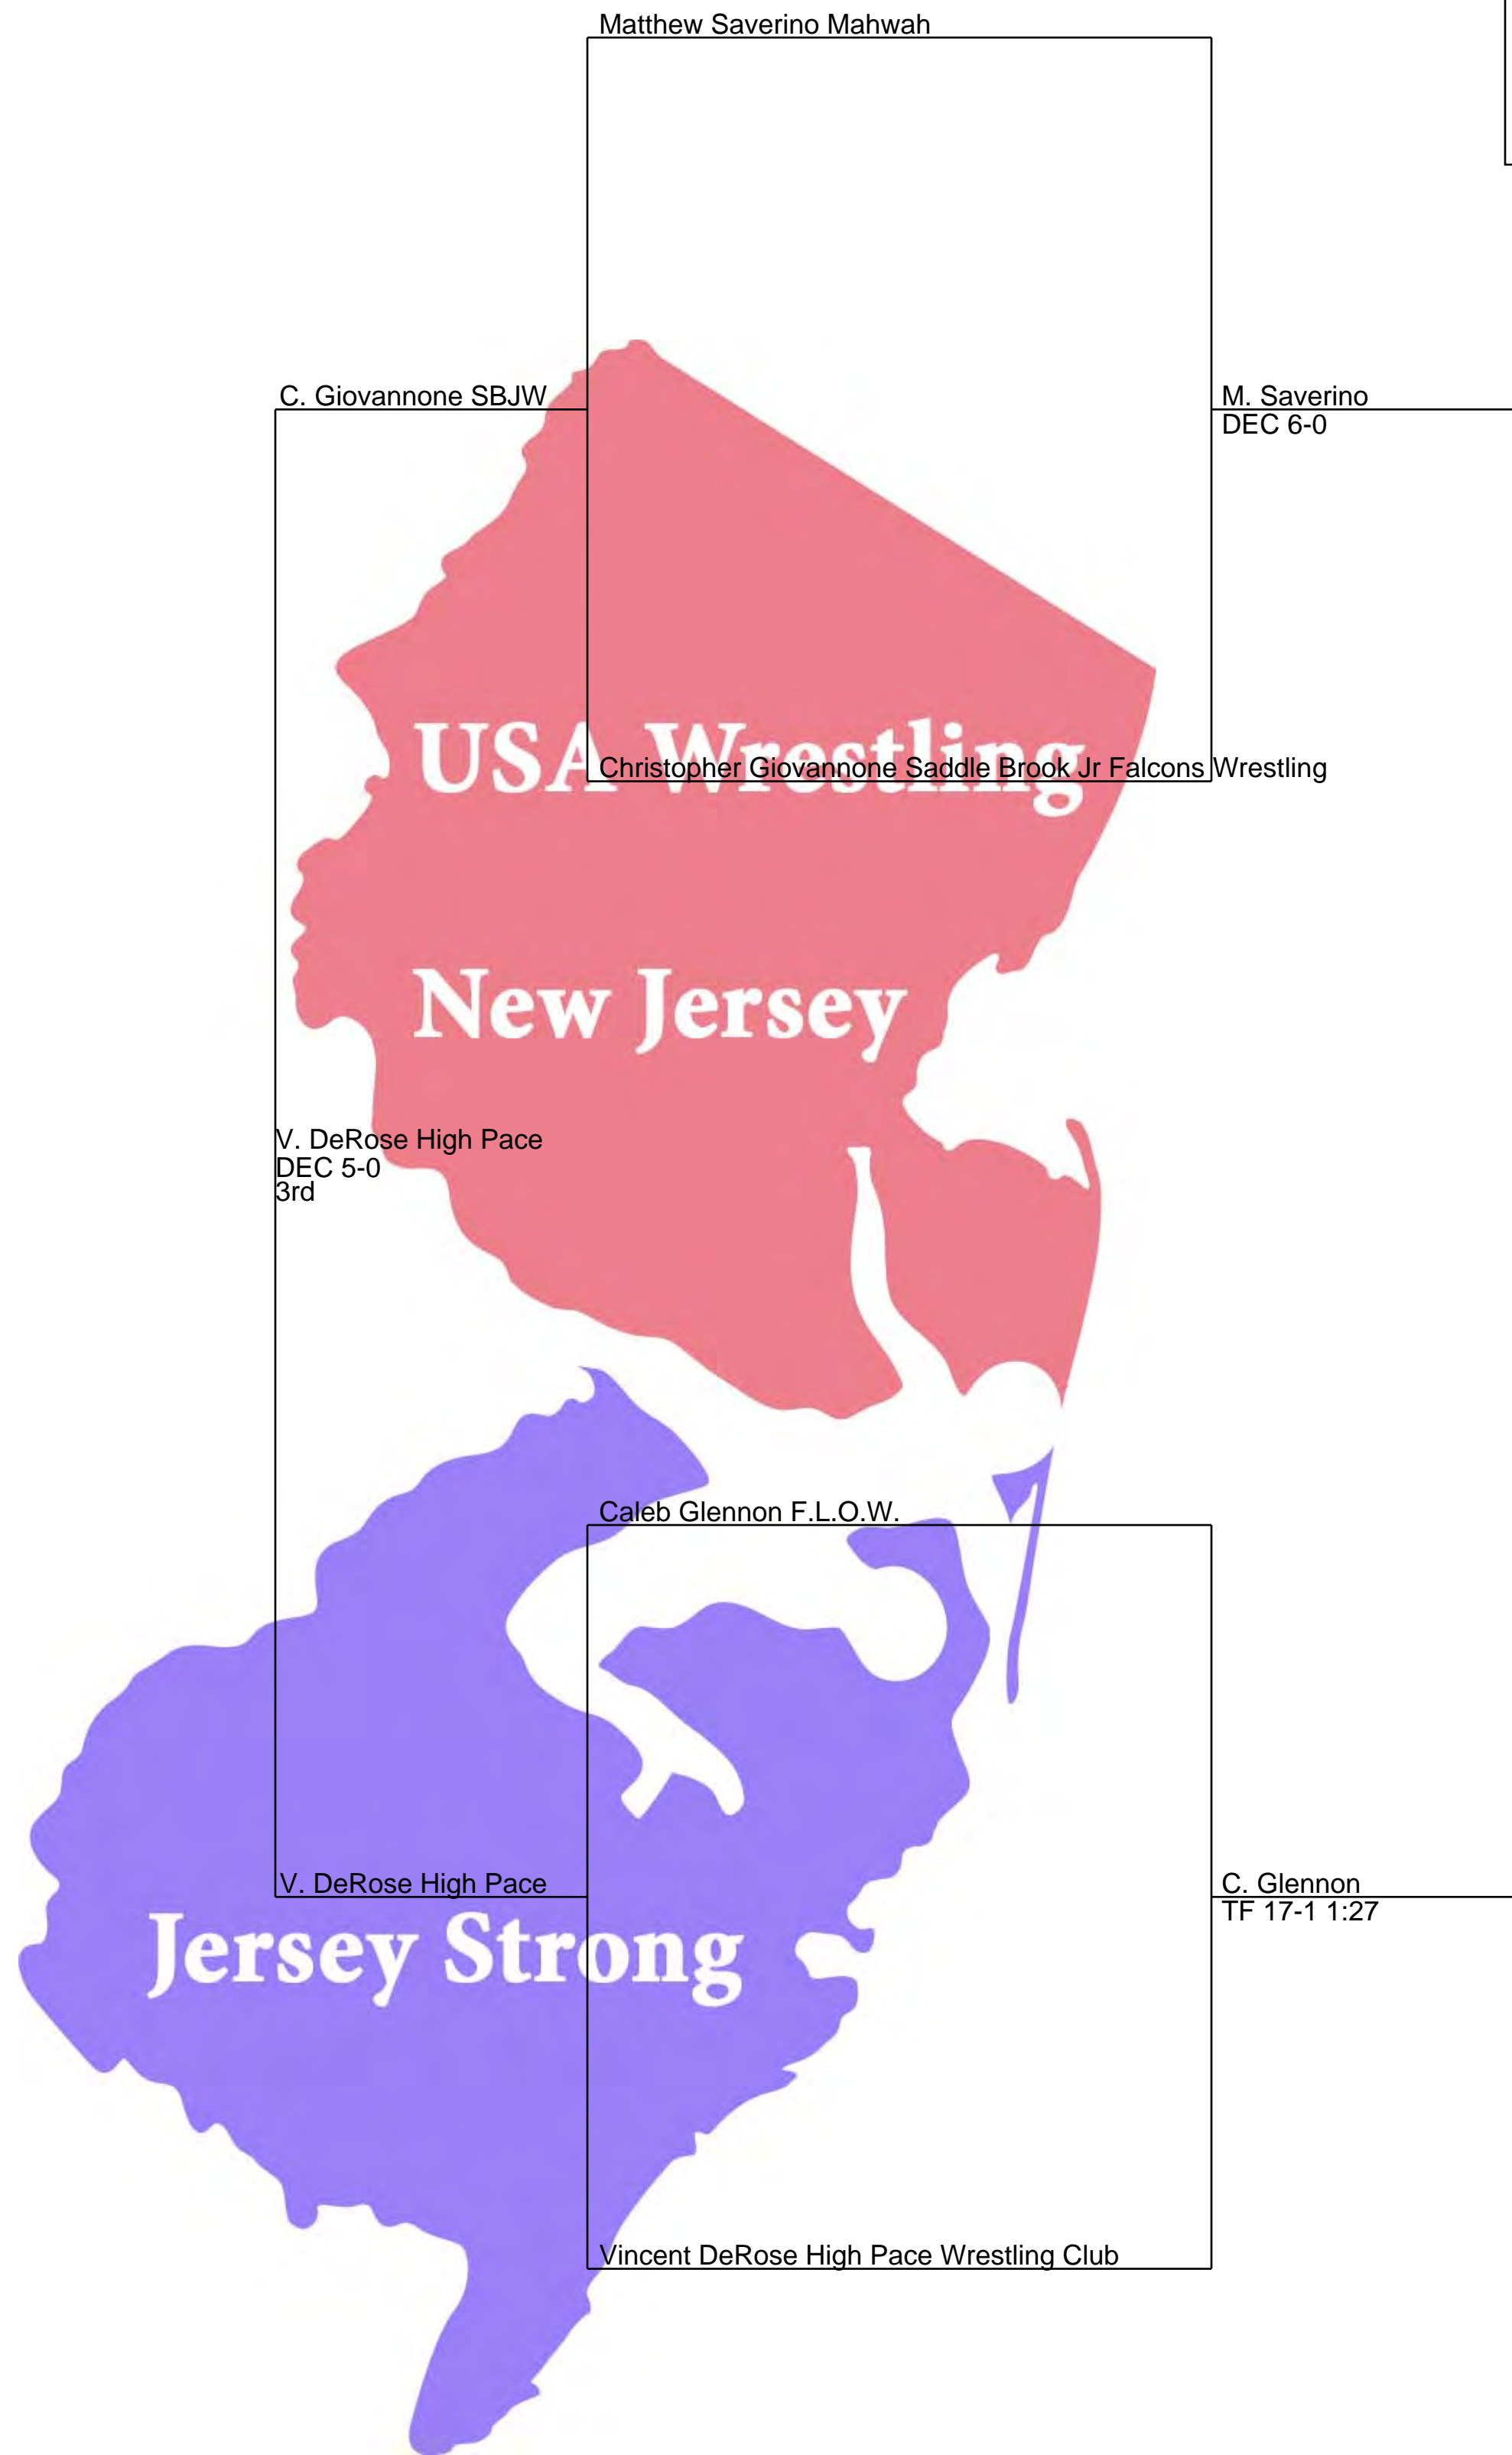 Matthew Saverino Mahwah
C. Giovannone SBJW
M. Saverino
DEC 6-0
USA Wrestling
Christopher Giovannone Saddle Brook Jr Falcons Wrestling
New Jersey
V. DeRose High Pace
DEC 5-0
3rd
Caleb Glennon F.L.O.W.
V. DeRose High Pace
C. Glennon
TF 17-1 1:27
Jersey Strong
Vincent DeRose High Pace Wrestling Club